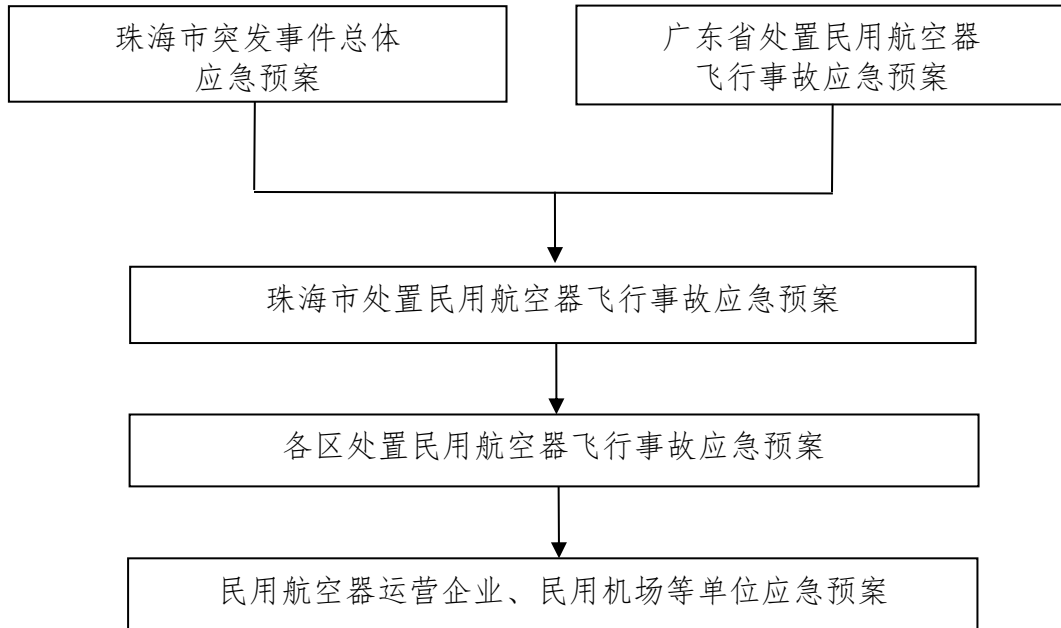 珠海市突发事件总体
应急预案
广东省处置民用航空器
飞行事故应急预案
珠海市处置民用航空器飞行事故应急预案
各区处置民用航空器飞行事故应急预案
民用航空器运营企业、民用机场等单位应急预案